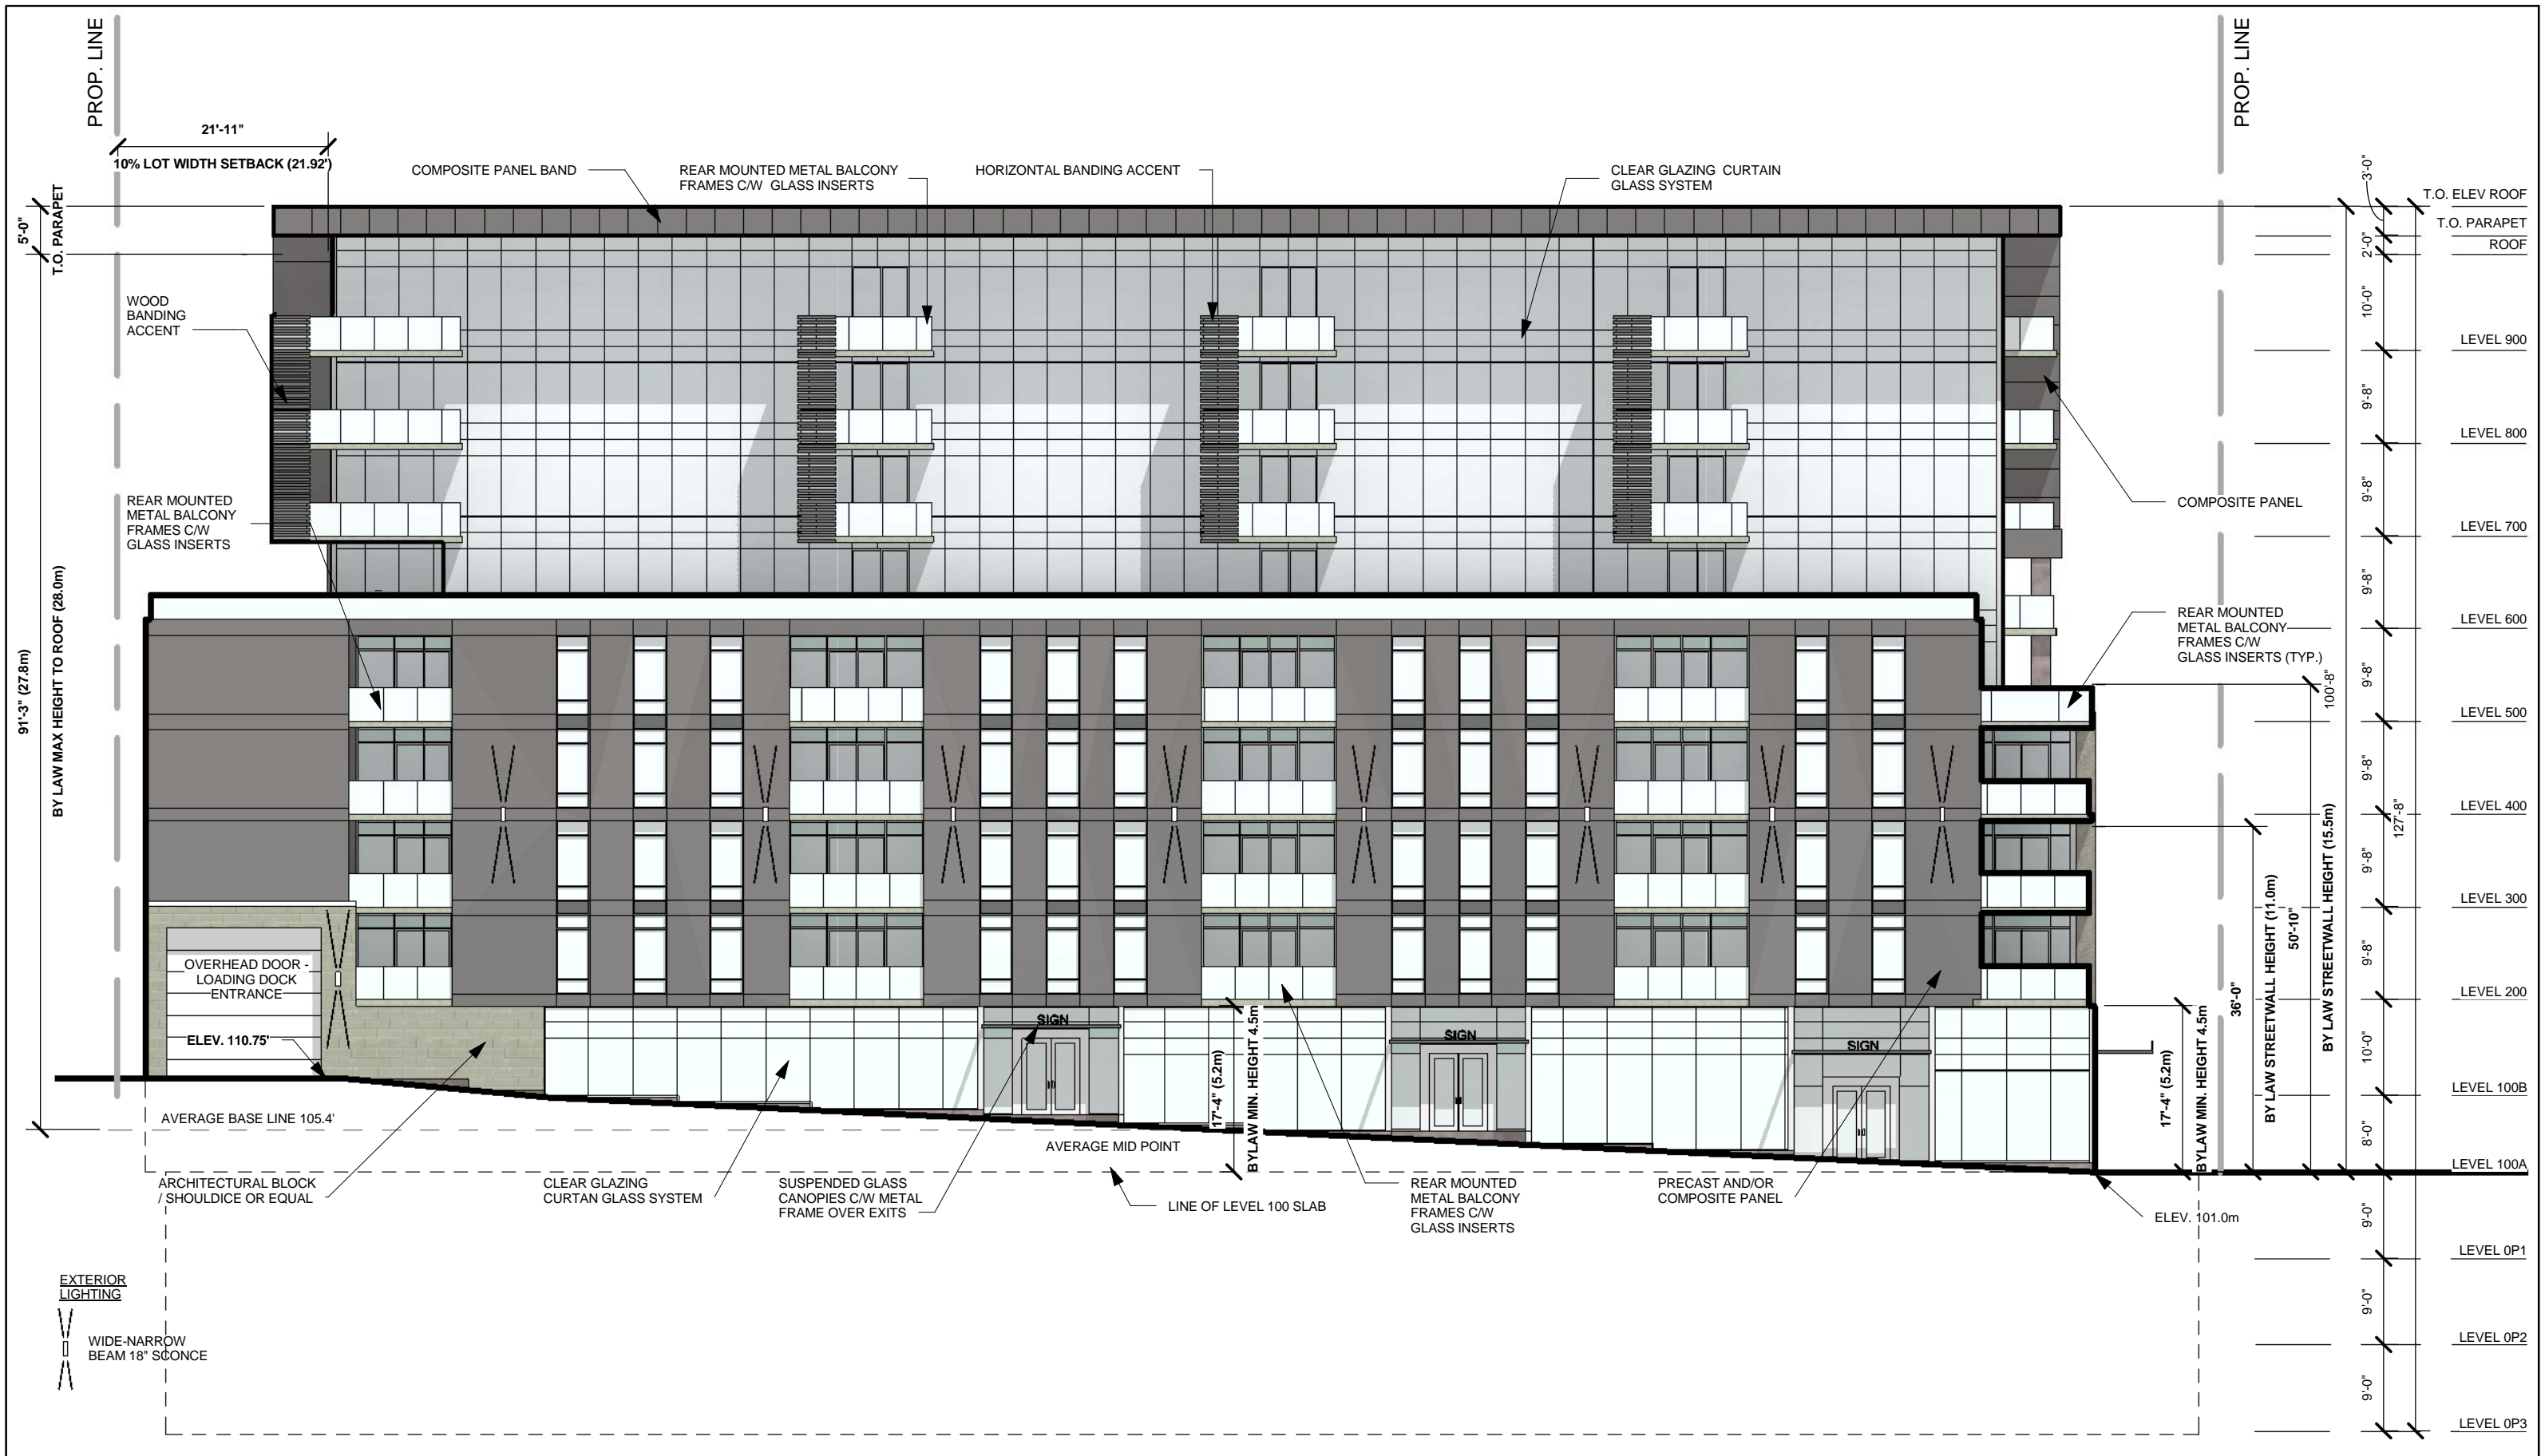 PROP. LINE
PROP. LINE
21'-11"
10% LOT WIDTH SETBACK (21.92')
COMPOSITE PANEL BAND
REAR MOUNTED METAL BALCONY
FRAMES C/W GLASS INSERTS
HORIZONTAL BANDING ACCENT
CLEAR GLAZING CURTAIN
GLASS SYSTEM
5'-0"
T.O. PARAPET
3'-0"
T.O. ELEV ROOF
T.O. PARAPET
2'-0"
ROOF
WOOD
BANDING
ACCENT
10'-0"
LEVEL 900
9'-8"
LEVEL 800
REAR MOUNTED
METAL BALCONY
FRAMES C/W
GLASS INSERTS
COMPOSITE PANEL
9'-8"
LEVEL 700
9'-8"
LEVEL 600
REAR MOUNTED
METAL BALCONY
FRAMES C/W
GLASS INSERTS (TYP.)
91'-3" (27.8m)
BY LAW MAX HEIGHT TO ROOF (28.0m)
9'-8"
100'-8"
LEVEL 500
9'-8"
LEVEL 400
127'-8"
9'-8"
LEVEL 300
9'-8"
LEVEL 200
36'-0"
BY LAW STREETWALL HEIGHT (11.0m)
50'-10"
BY LAW STREETWALL HEIGHT (15.5m)
OVERHEAD DOOR -
LOADING DOCK
ENTRANCE
ELEV. 110.75'
SIGN
SIGN
SIGN
17'-4" (5.2m)
BYLAW MIN. HEIGHT 4.5m
17'-4" (5.2m)
BYLAW MIN. HEIGHT 4.5m
10'-0"
LEVEL 100B
8'-0"
LEVEL 100A
AVERAGE BASE LINE 105.4'
AVERAGE MID POINT
ARCHITECTURAL BLOCK
/ SHOULDICE OR EQUAL
CLEAR GLAZING
CURTAN GLASS SYSTEM
SUSPENDED GLASS
CANOPIES C/W METAL
FRAME OVER EXITS
LINE OF LEVEL 100 SLAB
REAR MOUNTED
METAL BALCONY
FRAMES C/W
GLASS INSERTS
PRECAST AND/OR
COMPOSITE PANEL
ELEV. 101.0m
9'-0"
LEVEL 0P1
9'-0"
LEVEL 0P2
9'-0"
LEVEL 0P3
EXTERIOR
LIGHTING
WIDE-NARROW
BEAM 18" SCONCE